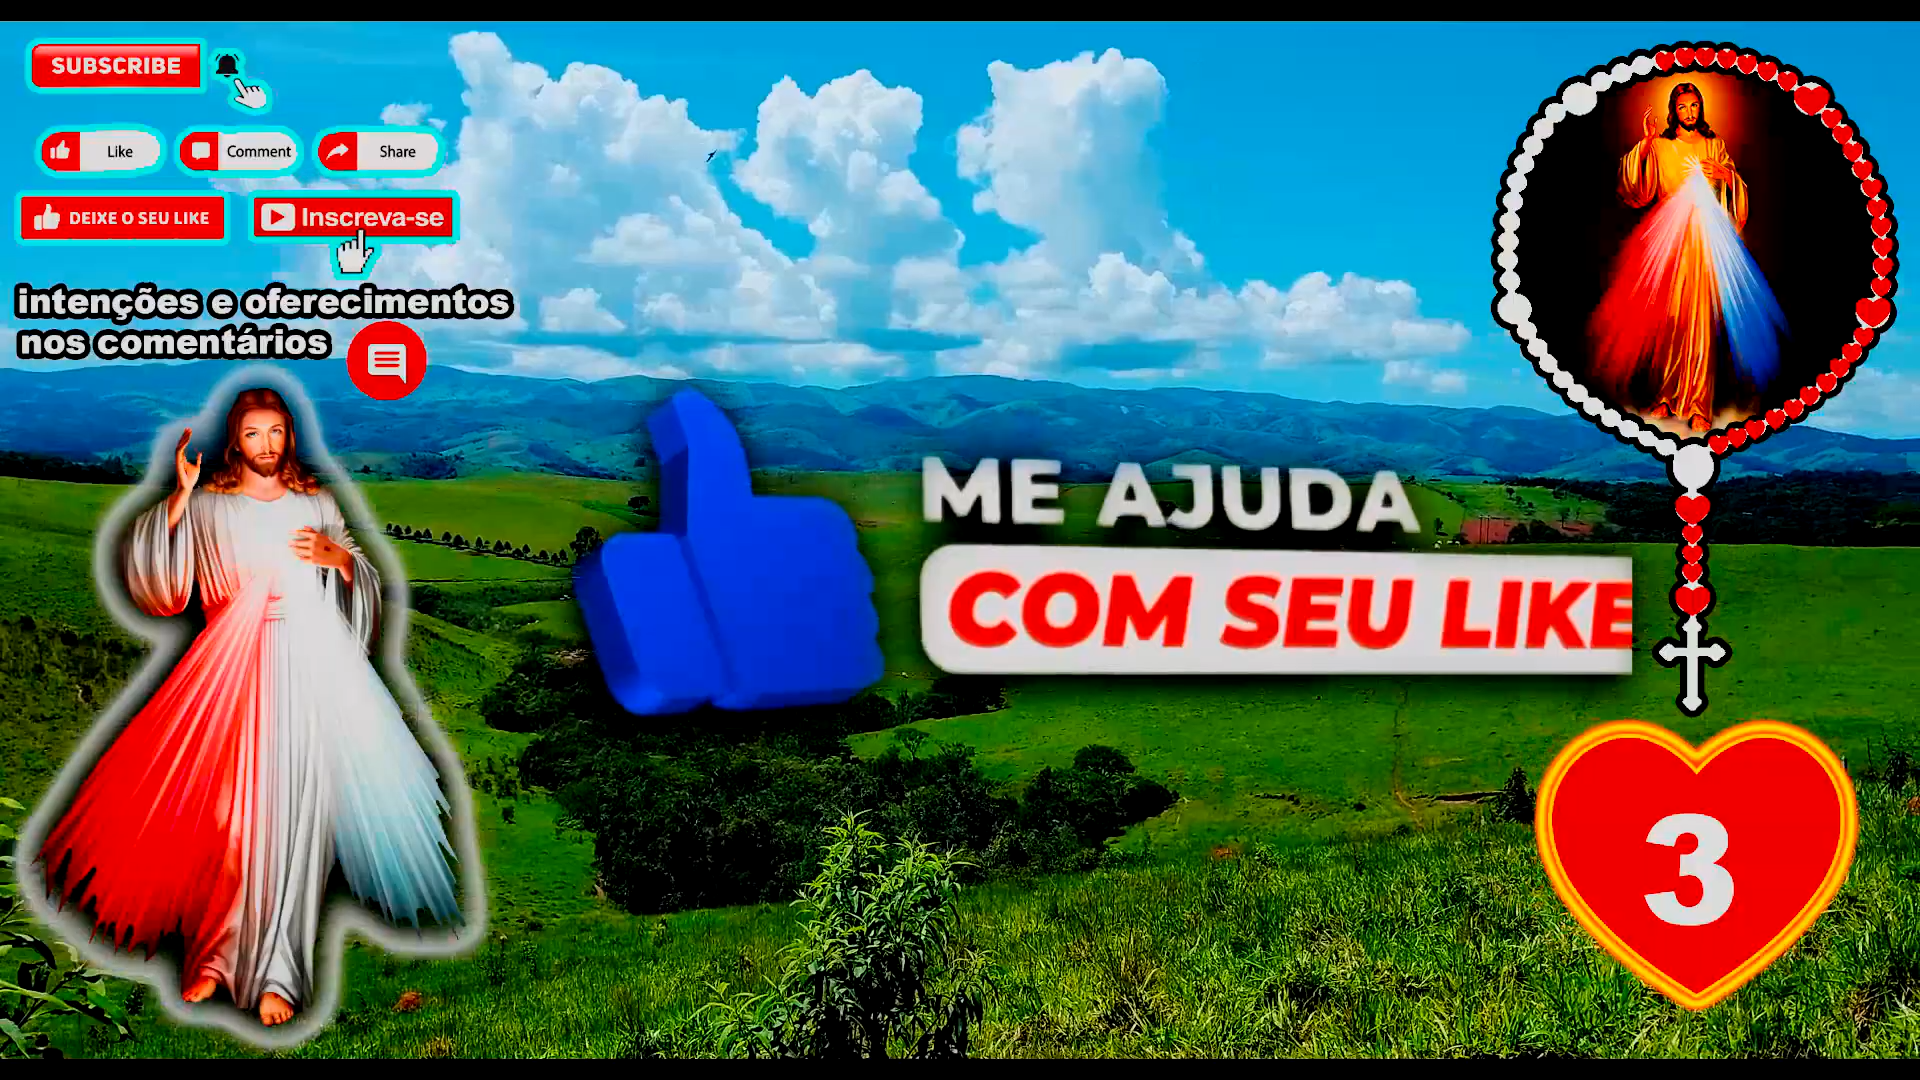 SUBSCRIBE
Like
Comment
Share
DEIXE O SEU LIKE
Inscreva-se
intenções e oferecimentos
nos comentários
ME AJUDA
COM SEU LIKE
3